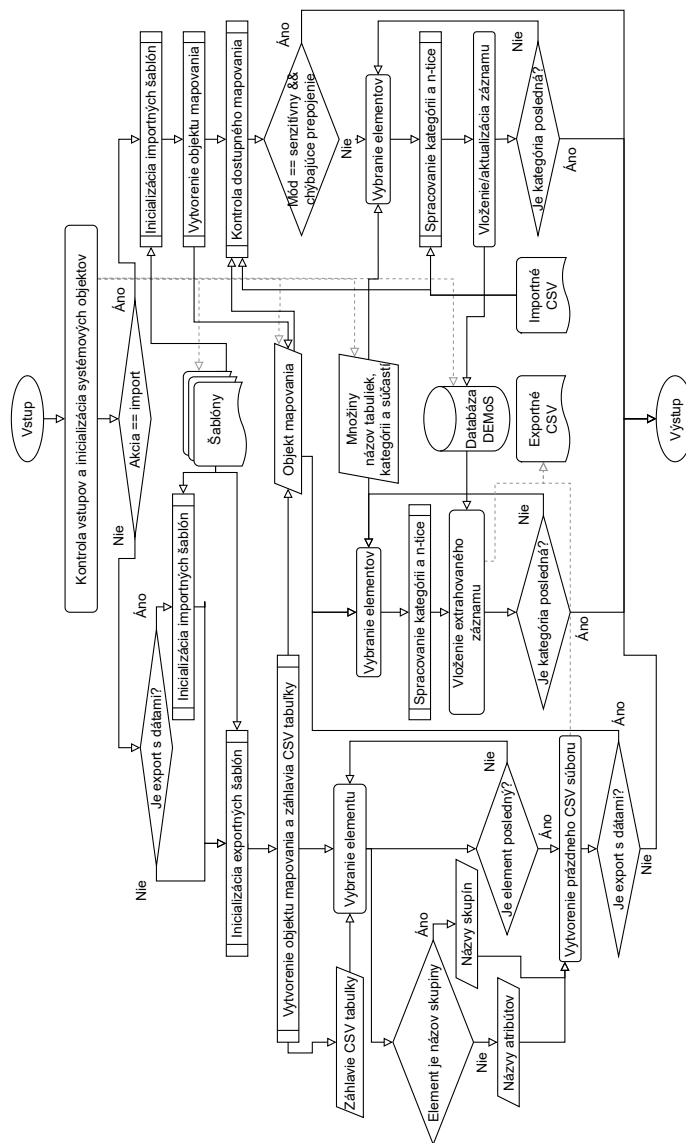 Vstup
Kontrola vstupov a inicializácia systémových objektov
Akcia == import
Áno
Nie
Inicializácia importných šablón
Vytvorenie objektu mapovania
Kontrola dostupného mapovania
Mód == senzitívny &&
chýbajúce prepojenie
Áno
Nie
Vybranie elementov
Spracovanie kategórii a n-tice
Vloženie/aktualizácia záznamu
Je kategória posledná?
Nie
Áno
Šablóny
Objekt mapovania
Množiny
názov tabuliek,
kategórií a súčastí
Databáza
DEMoS
Importné
CSV
Exportné
CSV
Výstup
Je export s dátami?
Áno
Nie
Inicializácia importných šablón
Inicializácia exportných šablón
Vytvorenie objektu mapovania a záhlavia CSV tabuľky
Vybranie elementov
Spracovanie kategórii a n-tice
Vloženie extrahovaného
záznamu
Je kategória posledná?
Nie
Áno
Záhlavie CSV tabulky
Vybranie elementu
Element je názov skupiny
Áno
Nie
Názvy skupín
Názvy atribútov
Je element posledný?
Nie
Áno
Vytvorenie prázdneho CSV súboru
Je export s dátami?
Áno
Nie